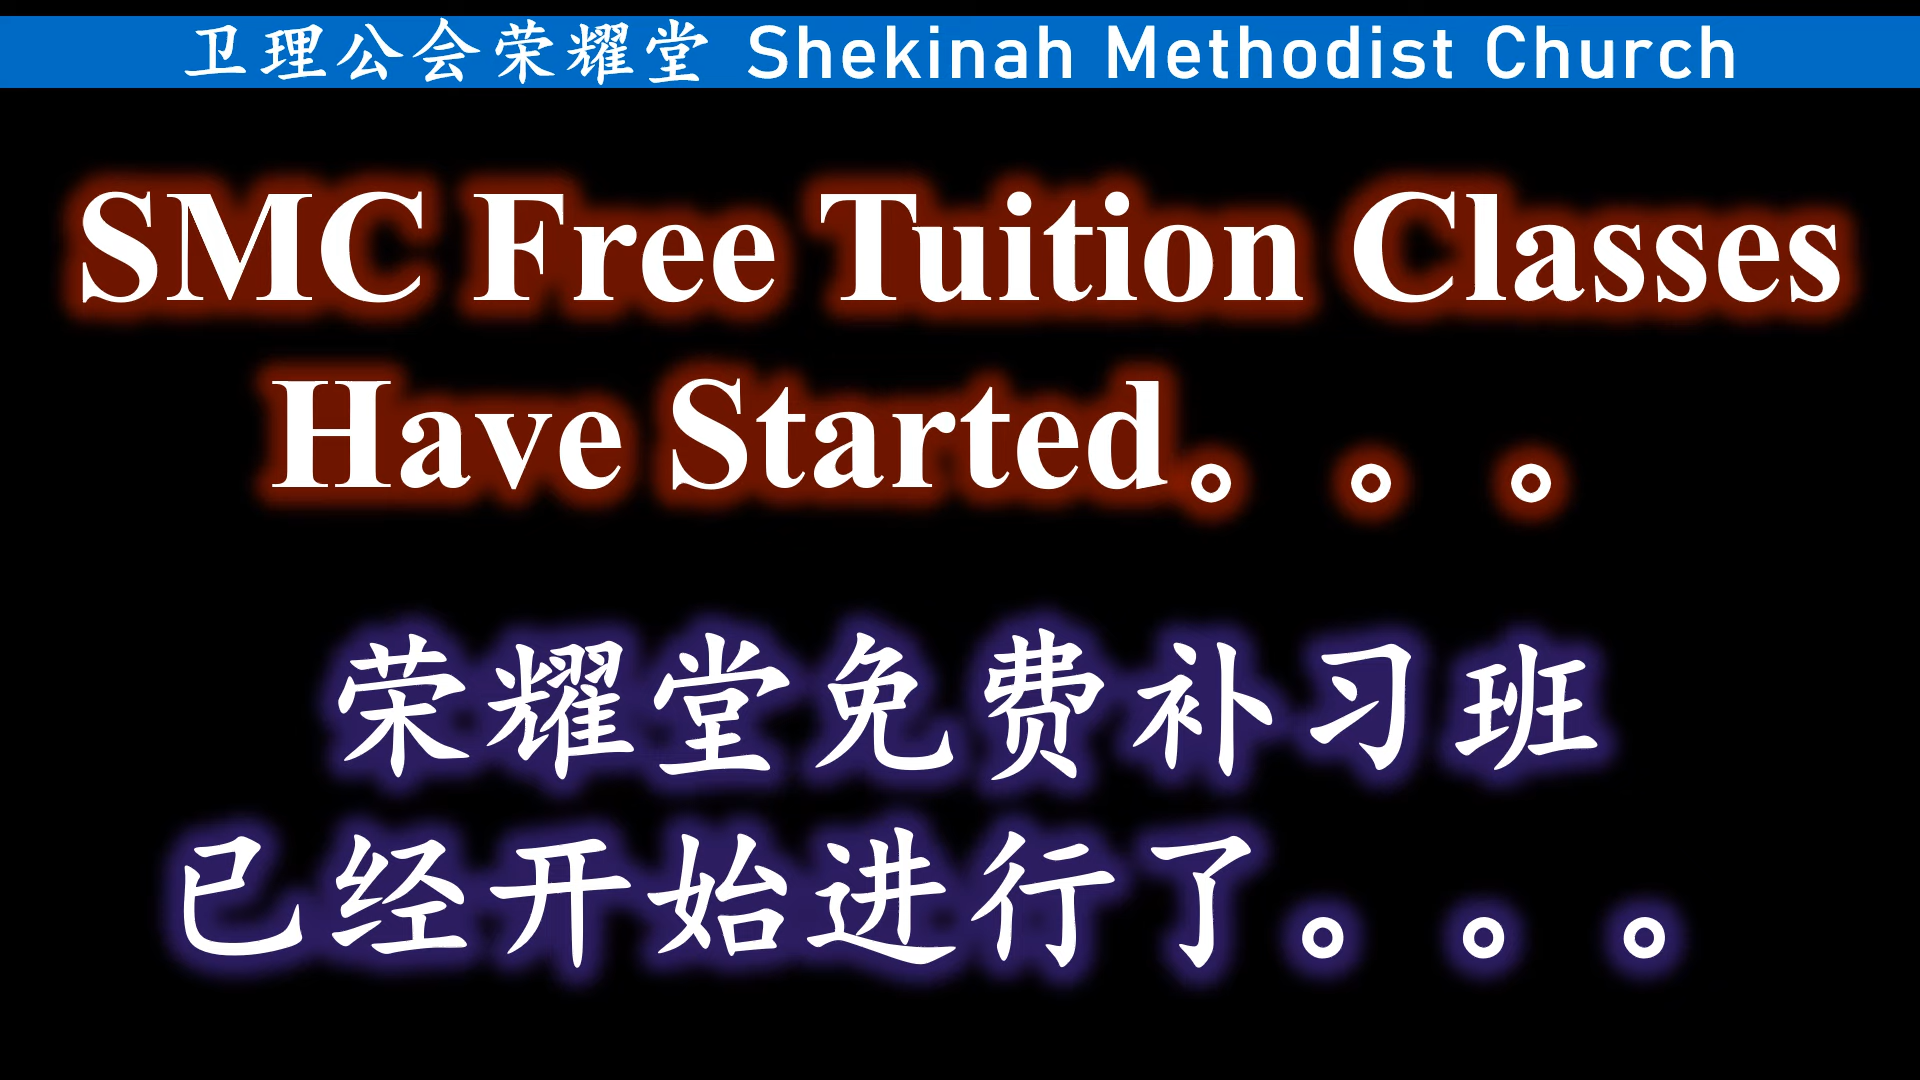 卫理公会荣耀堂 Shekinah Methodist Church
SMC Free Tuition Classes
Have Started。。。
荣耀堂免费补习班
已经开始进行了。。。